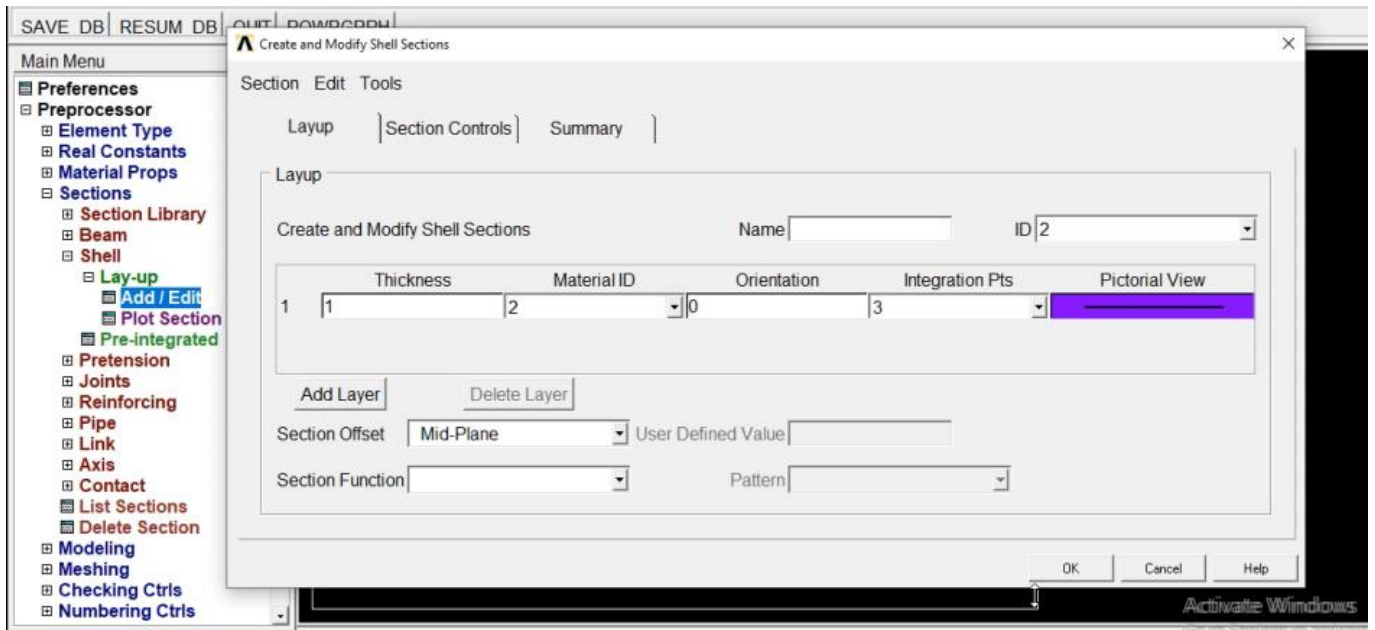 SAVE_DB RESUM_DB QUIT POWRGRPH
Main Menu
Preferences
Preprocessor
Element Type
Real Constants
Material Props
Sections
Section Library
Beam
Shell
Lay-up
Add / Edit
Plot Section
Pre-integrated
Pretension
Joints
Reinforcing
Pipe
Link
Axis
Contact
List Sections
Delete Section
Modeling
Meshing
Checking Ctrls
Numbering Ctrls
Create and Modify Shell Sections
Section Edit Tools
Layup Section Controls Summary
Layup
Create and Modify Shell Sections Name ID 2
Thickness Material ID Orientation Integration Pts Pictorial View
1 1 2 0 3
Add Layer Delete Layer
Section Offset Mid-Plane User Defined Value
Section Function Pattern
OK Cancel Help
Activate Windows